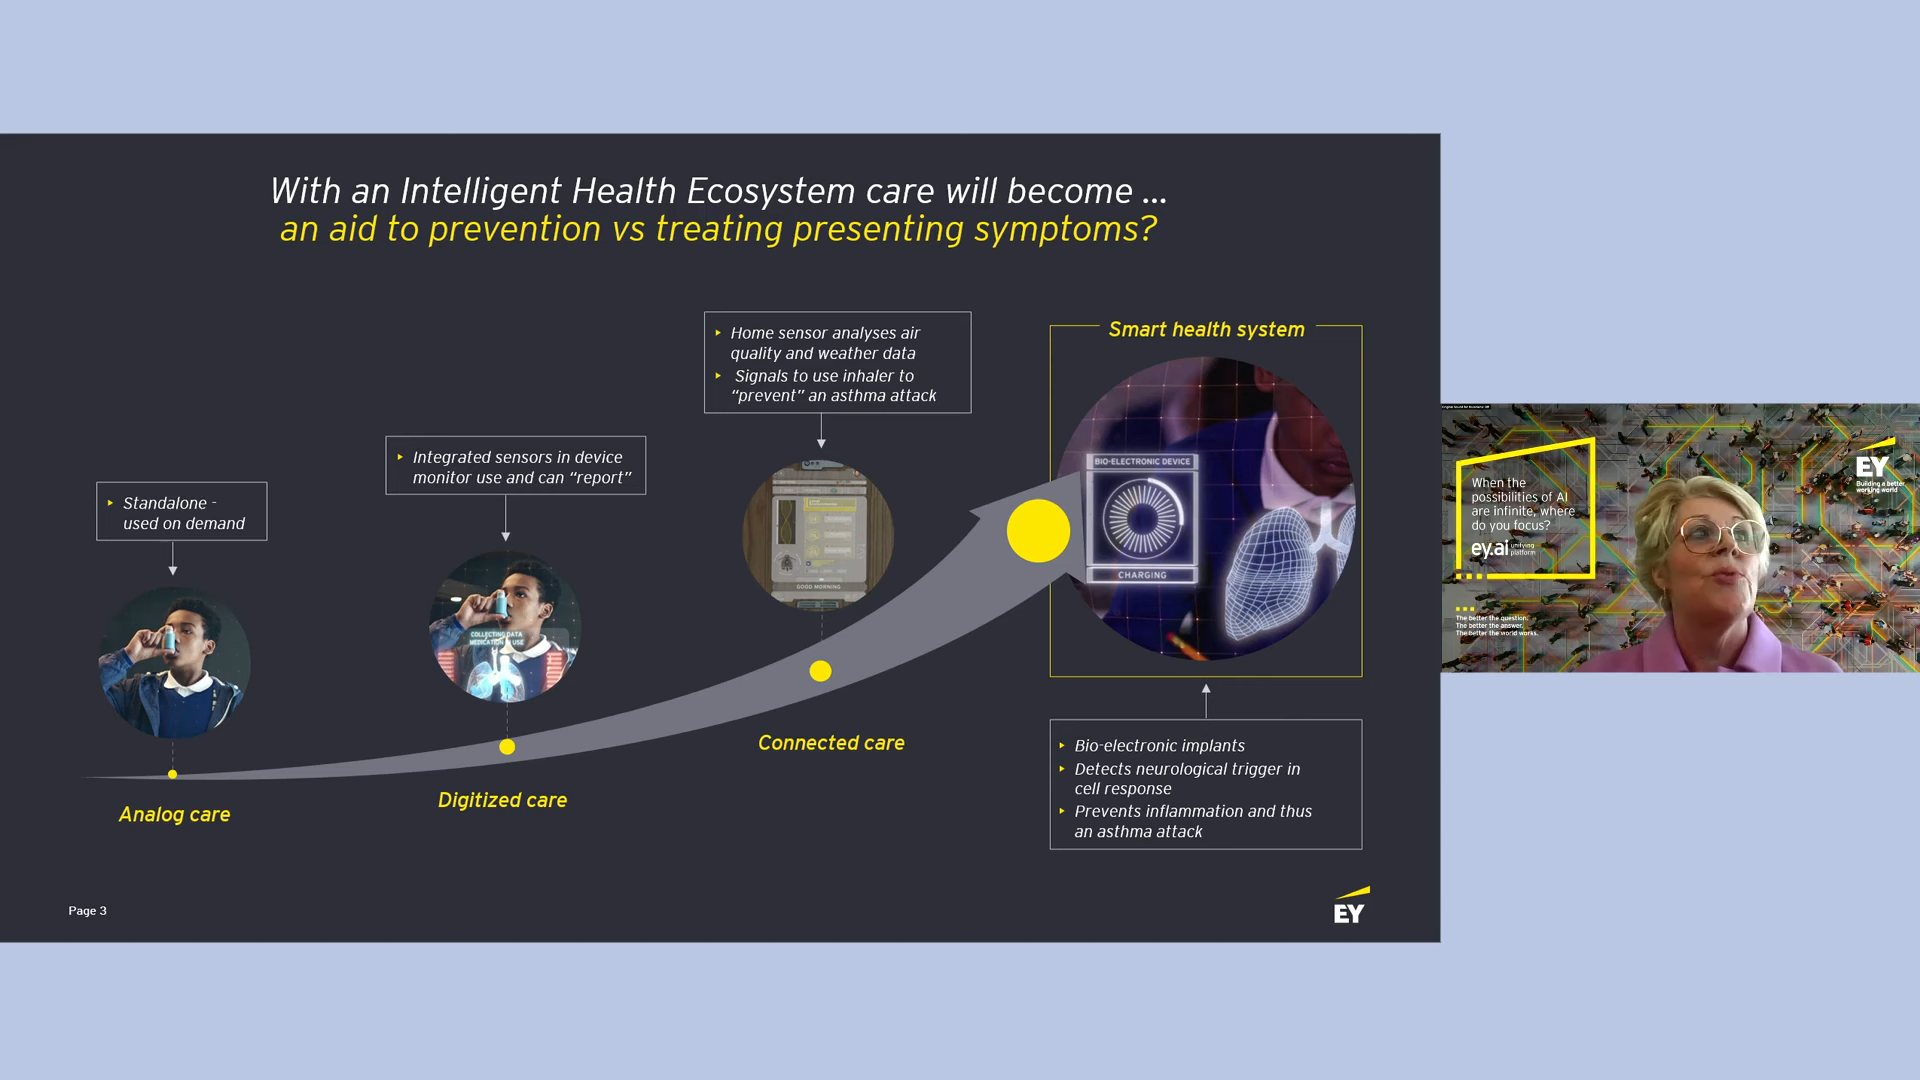 With an Intelligent Health Ecosystem care will become ...
an aid to prevention vs treating presenting symptoms?
Standalone -
used on demand
Analog care
Integrated sensors in device
monitor use and can “report”
COLLECTING DATA
MEDICATION IN USE
Digitized care
Home sensor analyses air
quality and weather data
Signals to use inhaler to
“prevent” an asthma attack
GOOD MORNING
Connected care
Smart health system
BIO-ELECTRONIC DEVICE
CHARGING
Bio-electronic implants
Detects neurological trigger in
cell response
Prevents inflammation and thus
an asthma attack
Page 3
EY
When the
possibilities of AI
are infinite, where
do you focus?
ey.ai unifying
platform
The better the question.
The better the answer.
The better the world works.
EY
Building a better
working world